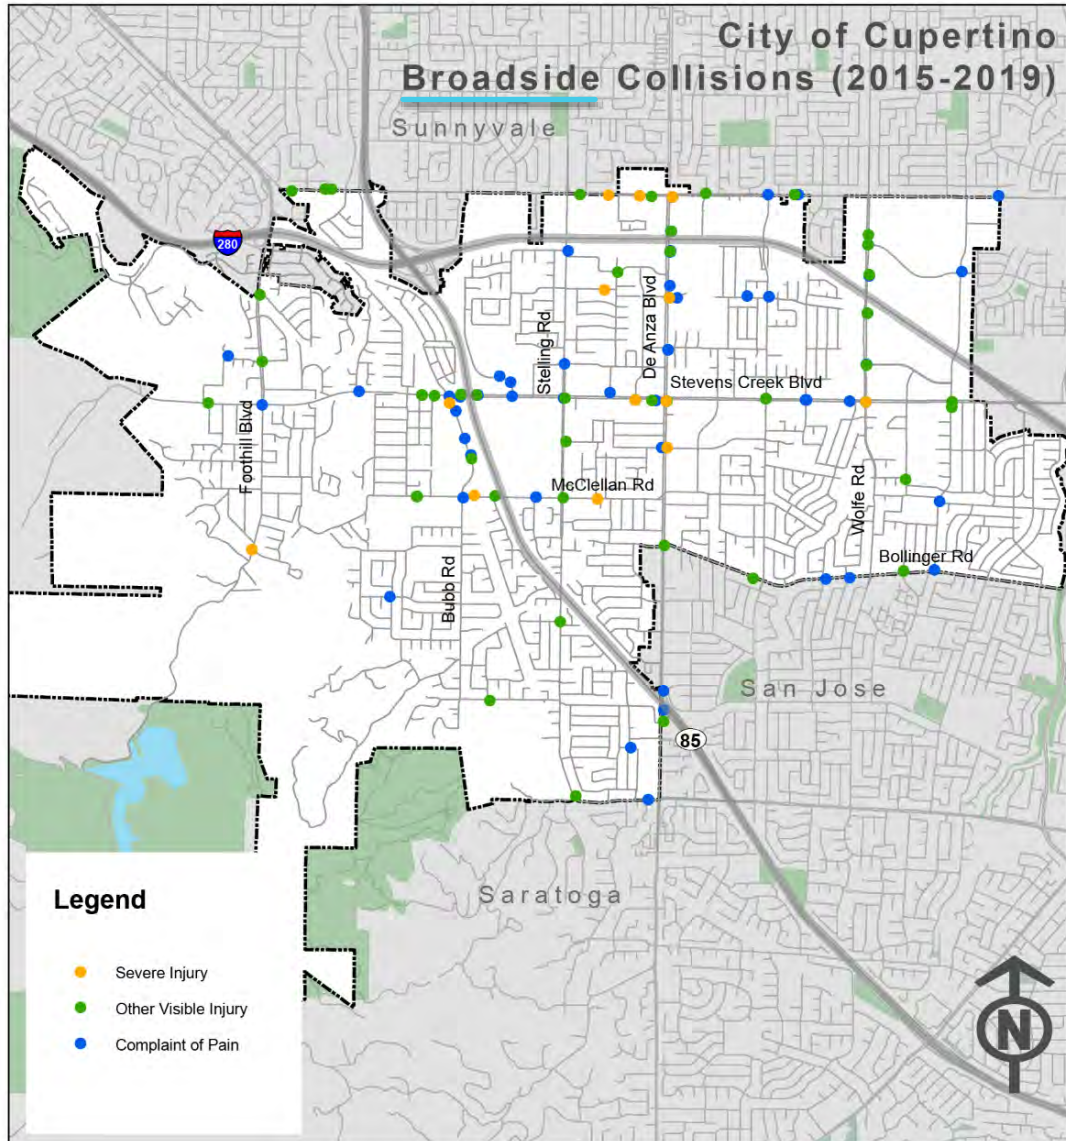 City of Cupertino
Broadside Collisions (2015-2019)
Sunnyvale
280
Stelling Rd
De Anza Blvd
Stevens Creek Blvd
Foothill Blvd
McClellan Rd
Wolfe Rd
Bollinger Rd
Bubb Rd
San Jose
85
Saratoga
Legend
Severe Injury
Other Visible Injury
Complaint of Pain
N